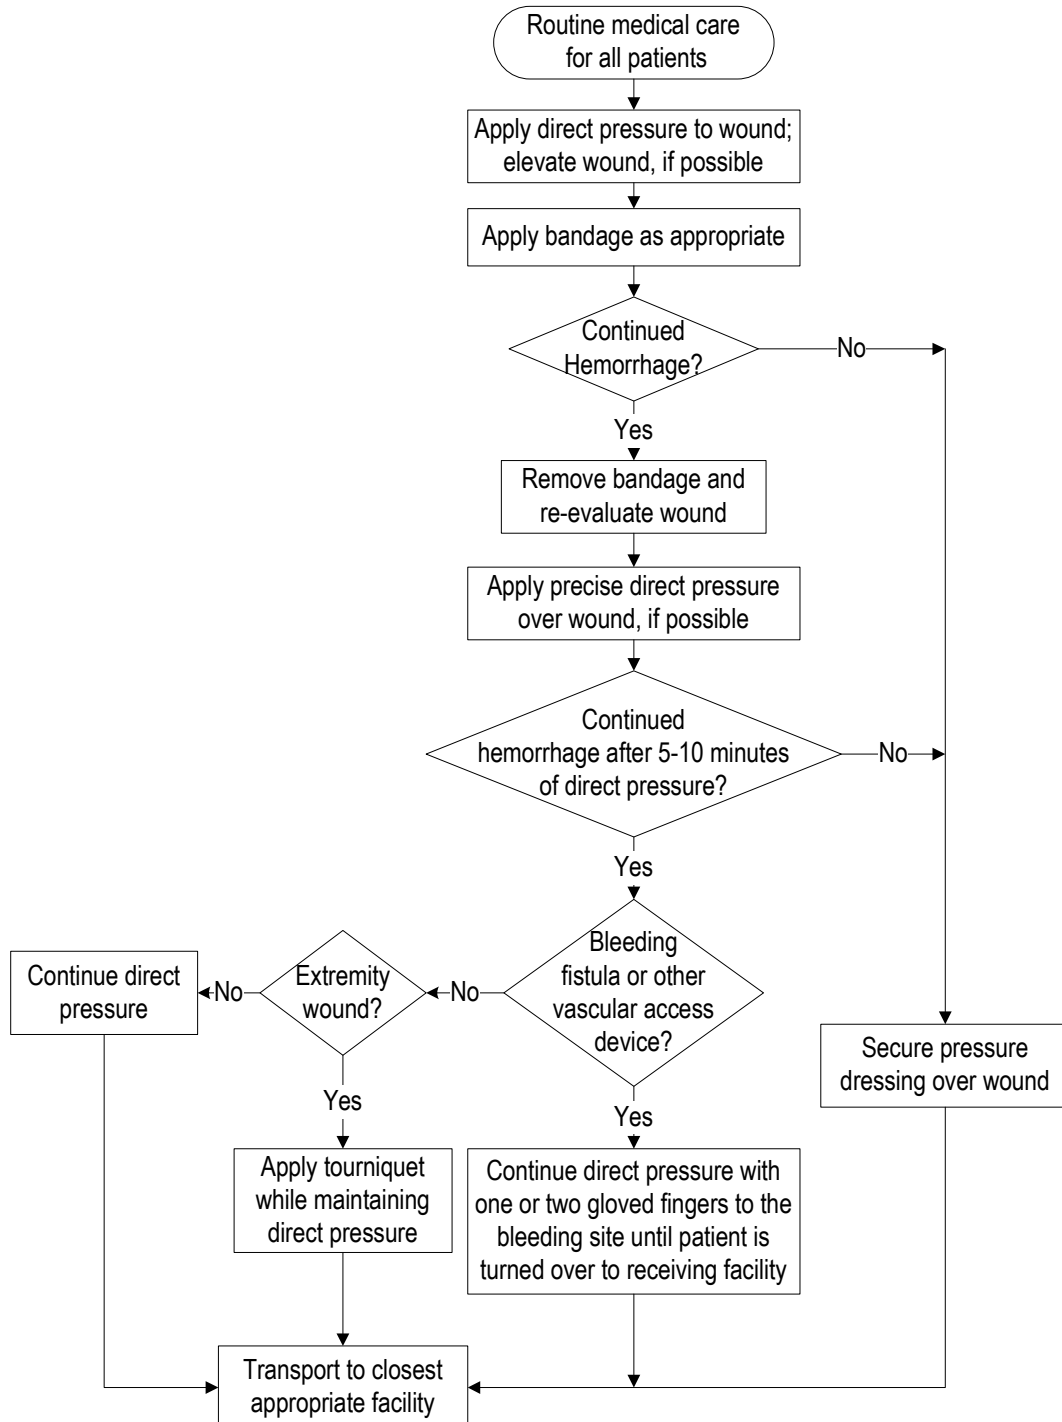 Routine medical care
for all patients
Apply direct pressure to wound;
elevate wound, if possible
Apply bandage as appropriate
Continued
Hemorrhage?
No
Yes
Remove bandage and
re-evaluate wound
Apply precise direct pressure
over wound, if possible
Continued
hemorrhage after 5-10 minutes
of direct pressure?
No
Yes
Bleeding
fistula or other
vascular access
device?
No
Extremity
wound?
No
Continue direct
pressure
Secure pressure
dressing over wound
Yes
Yes
Apply tourniquet
while maintaining
direct pressure
Continue direct pressure with
one or two gloved fingers to the
bleeding site until patient is
turned over to receiving facility
Transport to closest
appropriate facility